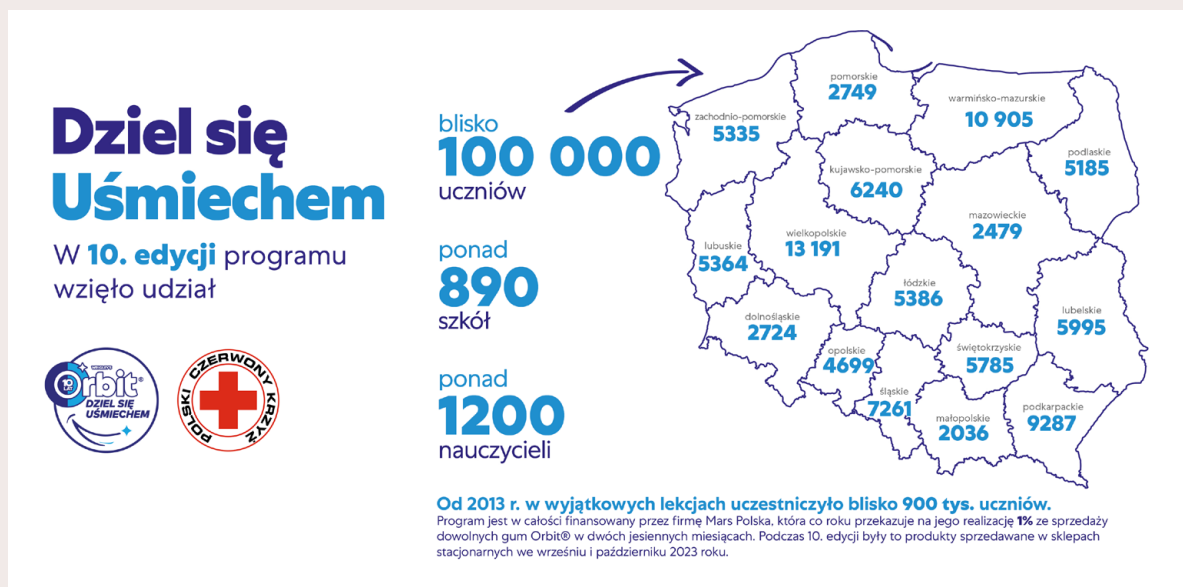 Dziel się
Uśmiechem
W 10. edycji programu
wzięło udział
Orbit®
DZIEL SIĘ
UŚMIECHEM
POLSKI CZERWONY KRZYŻ
blisko
100 000
uczniów
ponad
890
szkół
ponad
1200
nauczycieli
pomorskie
2749
warmińsko-mazurskie
10 905
zachodnio-pomorskie
5335
podlaskie
5185
kujawsko-pomorskie
6240
mazowieckie
2479
wielkopolskie
13 191
lubuskie
5364
łódzkie
5386
lubelskie
5995
dolnośląskie
2724
opolskie
4699
świętokrzyskie
5785
śląskie
7261
małopolskie
2036
podkarpackie
9287
Od 2013 r. w wyjątkowych lekcjach uczestniczyło blisko 900 tys. uczniów.
Program jest w całości finansowany przez firmę Mars Polska, która co roku przekazuje na jego realizację 1% ze sprzedaży
dowolnych gum Orbit® w dwóch jesiennych miesiącach. Podczas 10. edycji były to produkty sprzedawane w sklepach
stacjonarnych we wrześniu i październiku 2023 roku.